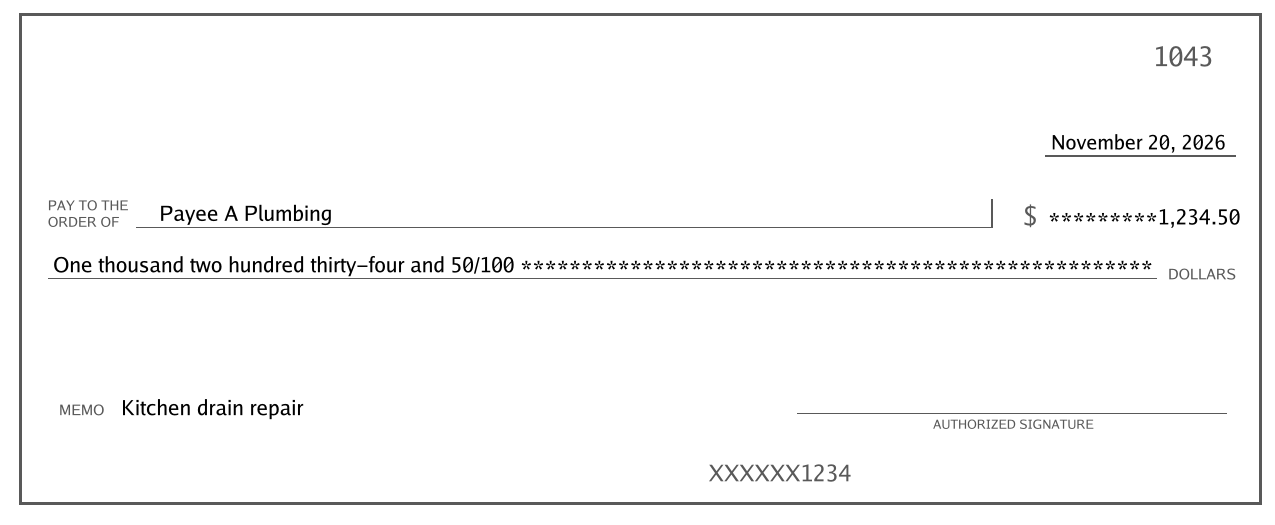 1043
November 20, 2026
PAY TO THE
ORDER OF Payee A Plumbing $ *********1,234.50
One thousand two hundred thirty–four and 50/100 **************************************************** DOLLARS
MEMO Kitchen drain repair
AUTHORIZED SIGNATURE
XXXXXX1234